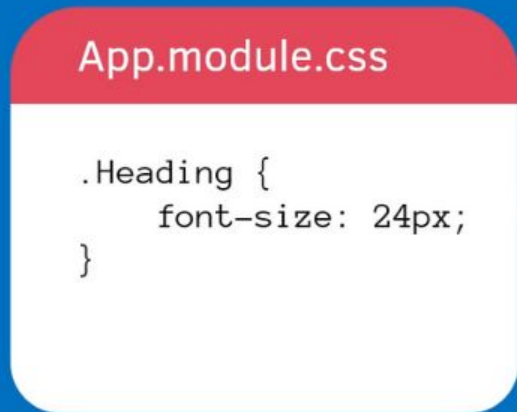 App.module.css
.Heading {
    font-size: 24px;
}